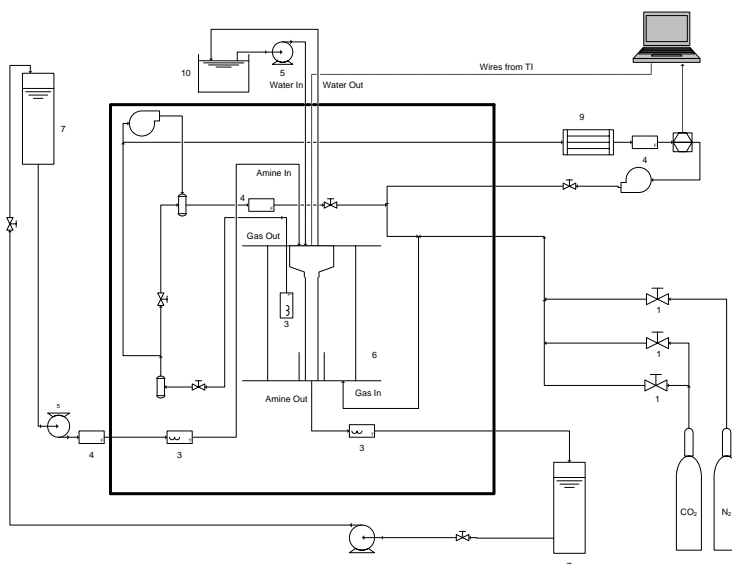 10
5
Wires from TI
Water In
Water Out
7
9
4
Amine In
4
Gas Out
3
1
1
6
1
Amine Out
Gas In
5
4
3
3
CO₂
N₂